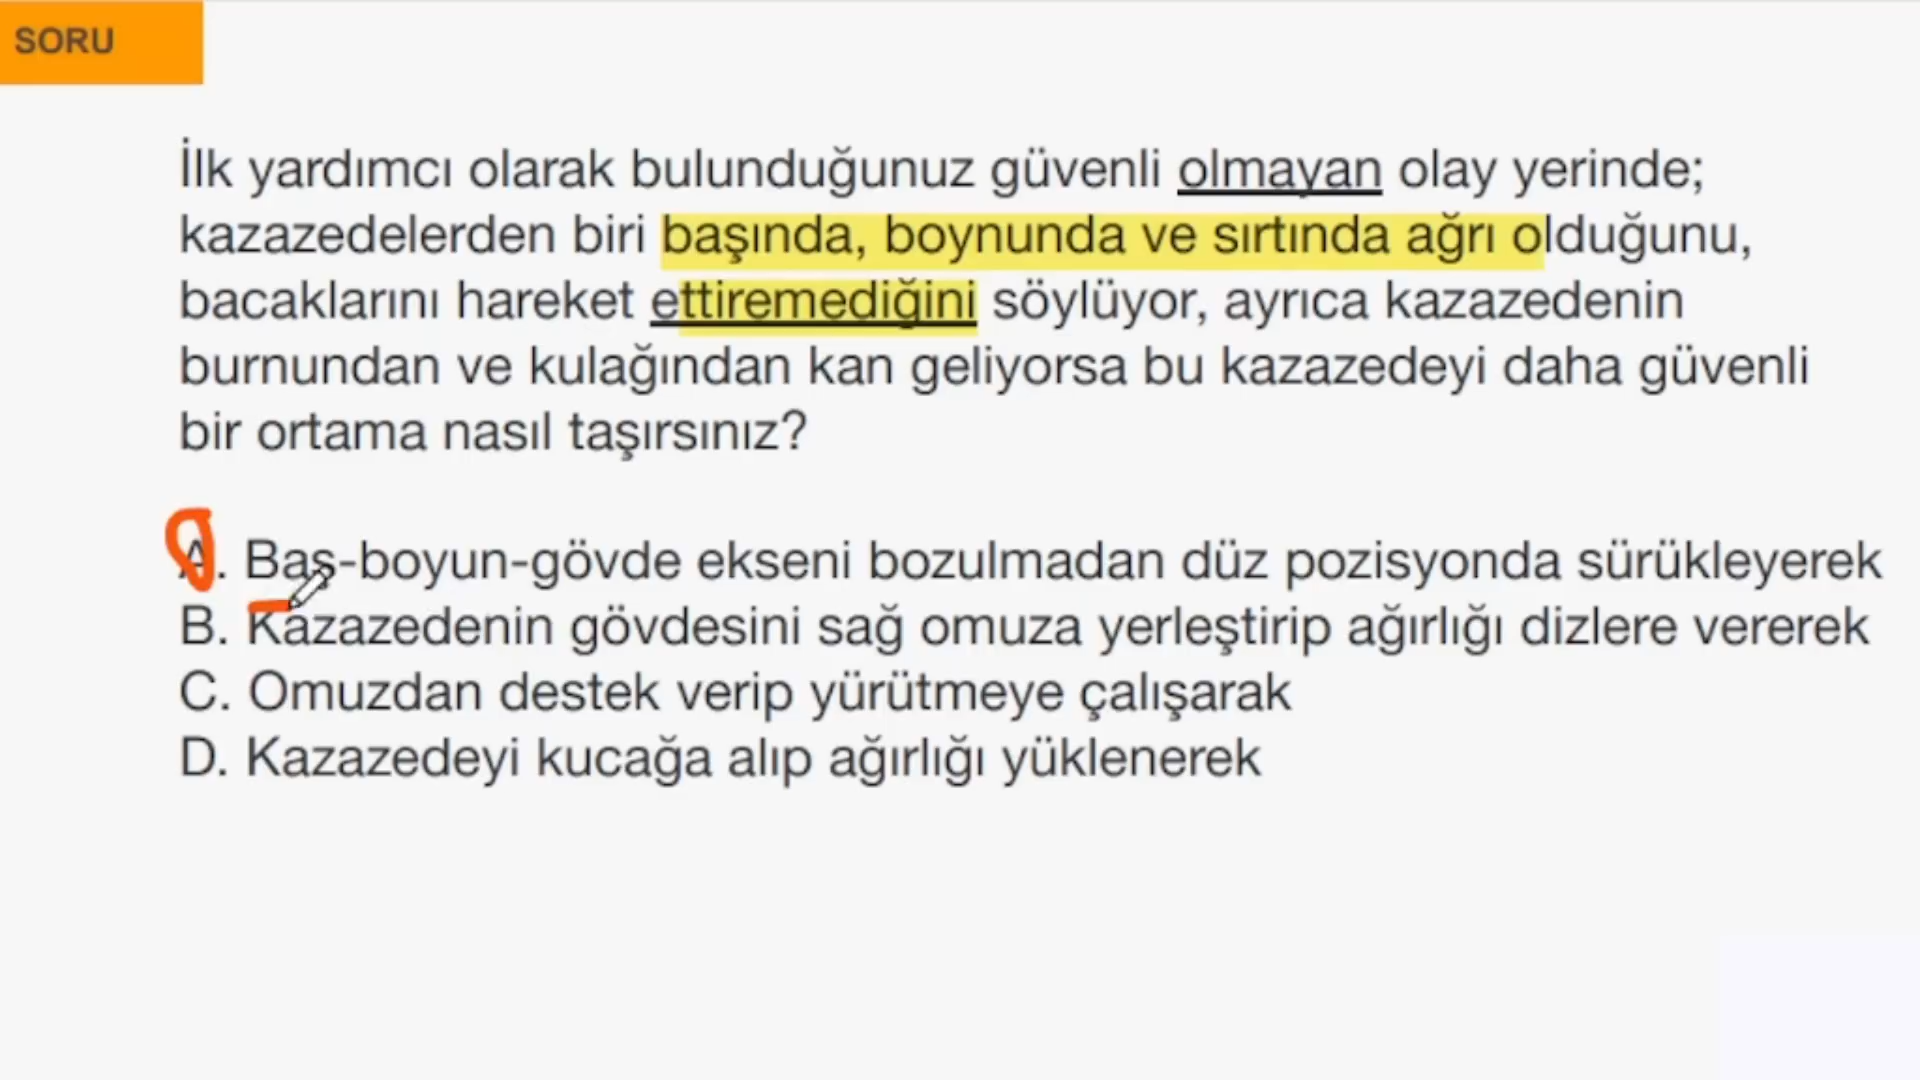 SORU
İlk yardımcı olarak bulunduğunuz güvenli olmayan olay yerinde;
kazazedelerden biri başında, boynunda ve sırtında ağrı olduğunu,
bacaklarını hareket ettiremediğini söylüyor, ayrıca kazazedenin
burnundan ve kulağından kan geliyorsa bu kazazedeyi daha güvenli
bir ortama nasıl taşırsınız?
A. Baş-boyun-gövde ekseni bozulmadan düz pozisyonda sürükleyerek
B. Kazazedenin gövdesini sağ omuza yerleştirip ağırlığı dizlere vererek
C. Omuzdan destek verip yürütmeye çalışarak
D. Kazazedeyi kucağa alıp ağırlığı yüklenerek